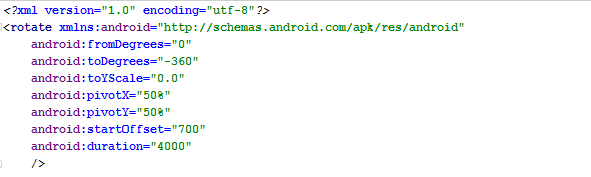 <?xml version="1.0" encoding="utf-8"?>
<rotate xmlns:android="http://schemas.android.com/apk/res/android"
    android:fromDegrees="0"
    android:toDegrees="-360"
    android:toYScale="0.0"
    android:pivotX="50%"
    android:pivotY="50%"
    android:startOffset="700"
    android:duration="4000"
    />